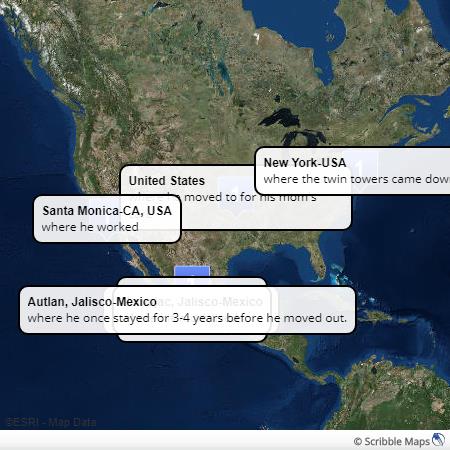 New York-USA
where the twin towers came dow
United States
he moved to for his mom's
Santa Monica-CA, USA
where he worked
Autlan, Jalisco-Mexico
ac, Jalisco-Mexico
where he once stayed for 3-4 years before he moved out.
©ESRI - Map Data
© Scribble Maps